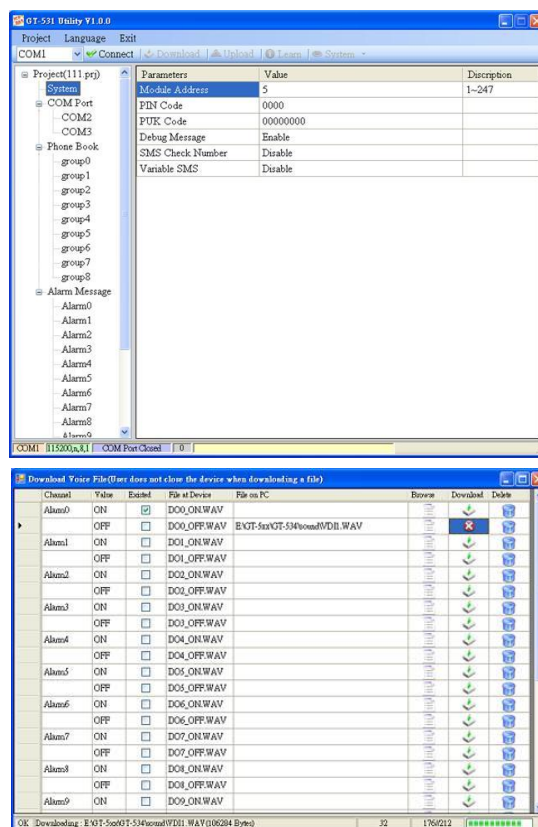 GT-531 Utility V1.0.0
Project Language Exit
COM1 Connect Download Upload Learn System
Project(111.prj)
System
COM Port
COM2
COM3
Phone Book
group0
group1
group2
group3
group4
group5
group6
group7
group8
Alarm Message
Alarm0
Alarm1
Alarm2
Alarm3
Alarm4
Alarm5
Alarm6
Alarm7
Alarm8
Alarm9
Parameters Value Discription
Module Address 5 1~247
PIN Code 0000
PUK Code 00000000
Debug Message Enable
SMS Check Number Disable
Variable SMS Disable
COM1 115200,n,8,1 COM Port Closed 0
Download Voice File(User does not close the device when downloading a file)
Channel Value Existed File at Device File on PC Browse Download Delete
Alarm0 ON DO0_ON.WAV
OFF DO0_OFF.WAV E:\GT-5xx\GT-534\sound\VDI1.WAV
Alarm1 ON DO1_ON.WAV
OFF DO1_OFF.WAV
Alarm2 ON DO2_ON.WAV
OFF DO2_OFF.WAV
Alarm3 ON DO3_ON.WAV
OFF DO3_OFF.WAV
Alarm4 ON DO4_ON.WAV
OFF DO4_OFF.WAV
Alarm5 ON DO5_ON.WAV
OFF DO5_OFF.WAV
Alarm6 ON DO6_ON.WAV
OFF DO6_OFF.WAV
Alarm7 ON DO7_ON.WAV
OFF DO7_OFF.WAV
Alarm8 ON DO8_ON.WAV
OFF DO8_OFF.WAV
Alarm9 ON DO9_ON.WAV
OK Downloading : E:\GT-5xx\GT-534\sound\VDI1.WAV(106284 Bytes) 32 176//212